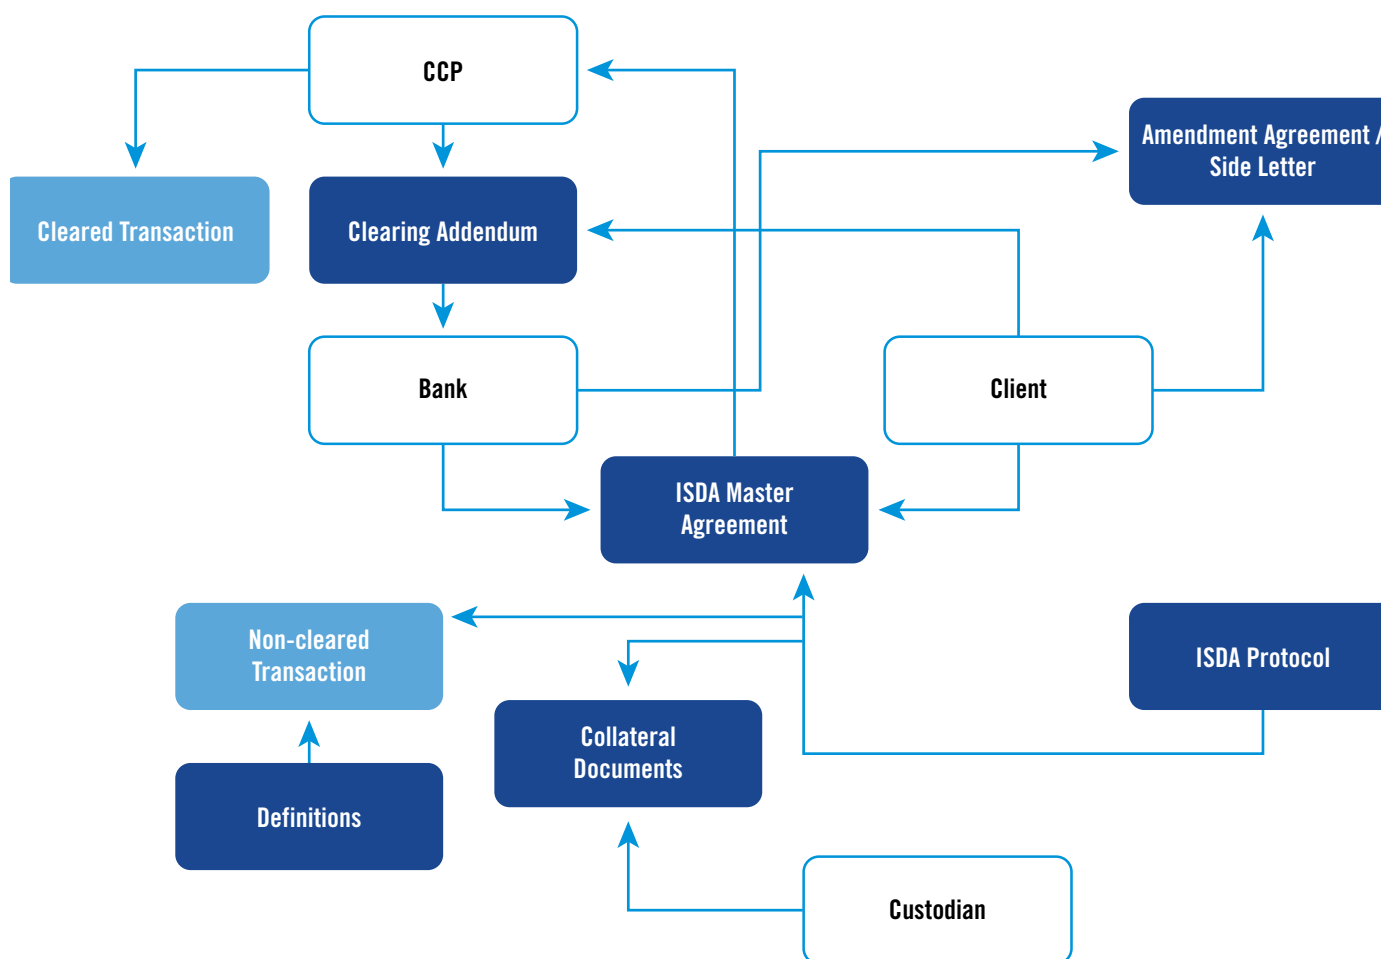 CCP
Amendment Agreement /
Side Letter
Cleared Transaction
Clearing Addendum
Bank
Client
ISDA Master
Agreement
Non-cleared
Transaction
ISDA Protocol
Collateral
Documents
Definitions
Custodian